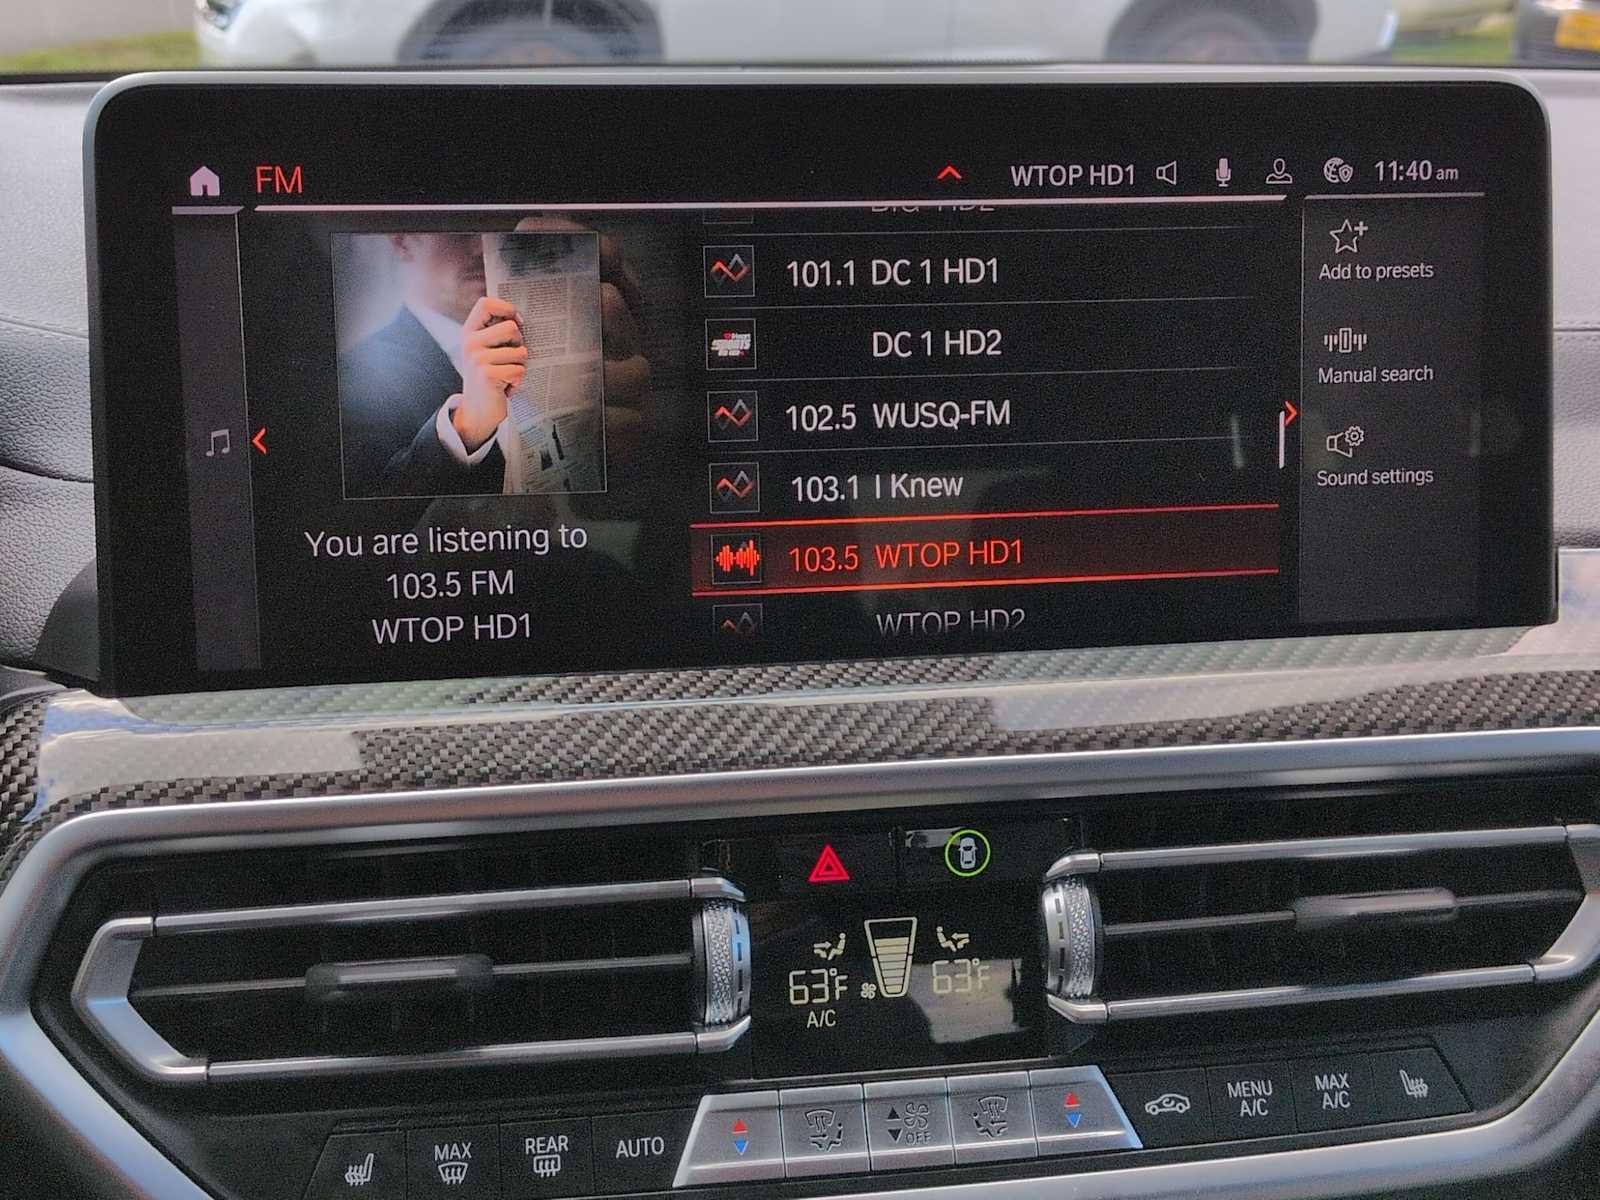 FM
WTOP HD1
11:40 am
101.1 DC 1 HD1
DC 1 HD2
102.5 WUSQ-FM
103.1 I Knew
103.5 WTOP HD1
WTOP HD2
You are listening to
103.5 FM
WTOP HD1
Add to presets
Manual search
Sound settings
63°F
63°F
A/C
MAX
REAR
AUTO
OFF
MENU
A/C
MAX
A/C